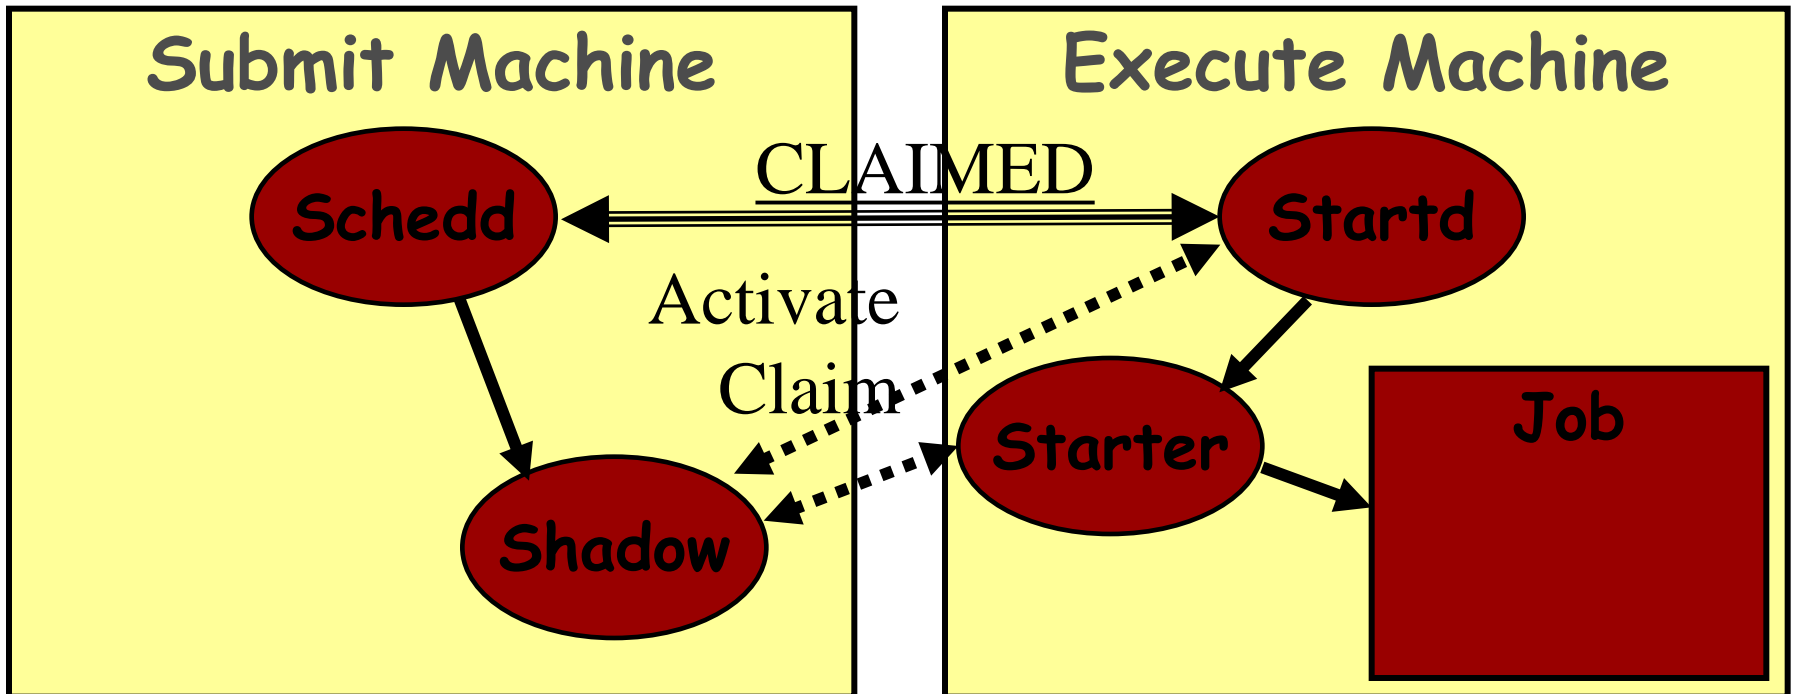 Submit Machine
Execute Machine
CLAIMED
Schedd
Startd
Activate
Claim
Starter
Job
Shadow